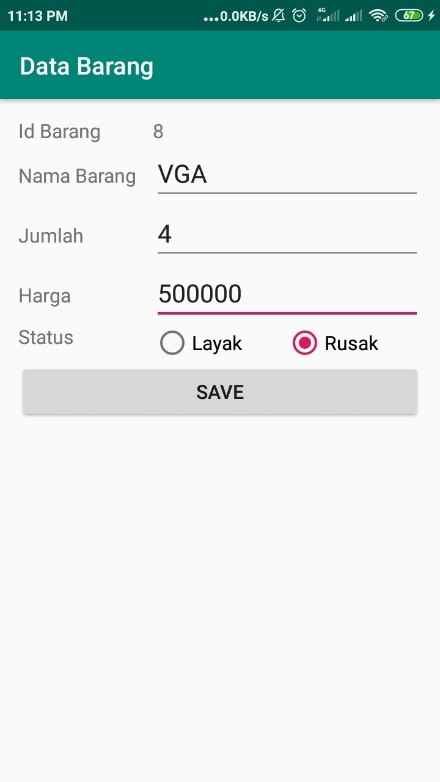 11:13 PM ...0.0KB/s 4G 67
Data Barang
Id Barang 8
Nama Barang VGA
Jumlah 4
Harga 500000
Status Layak Rusak
SAVE